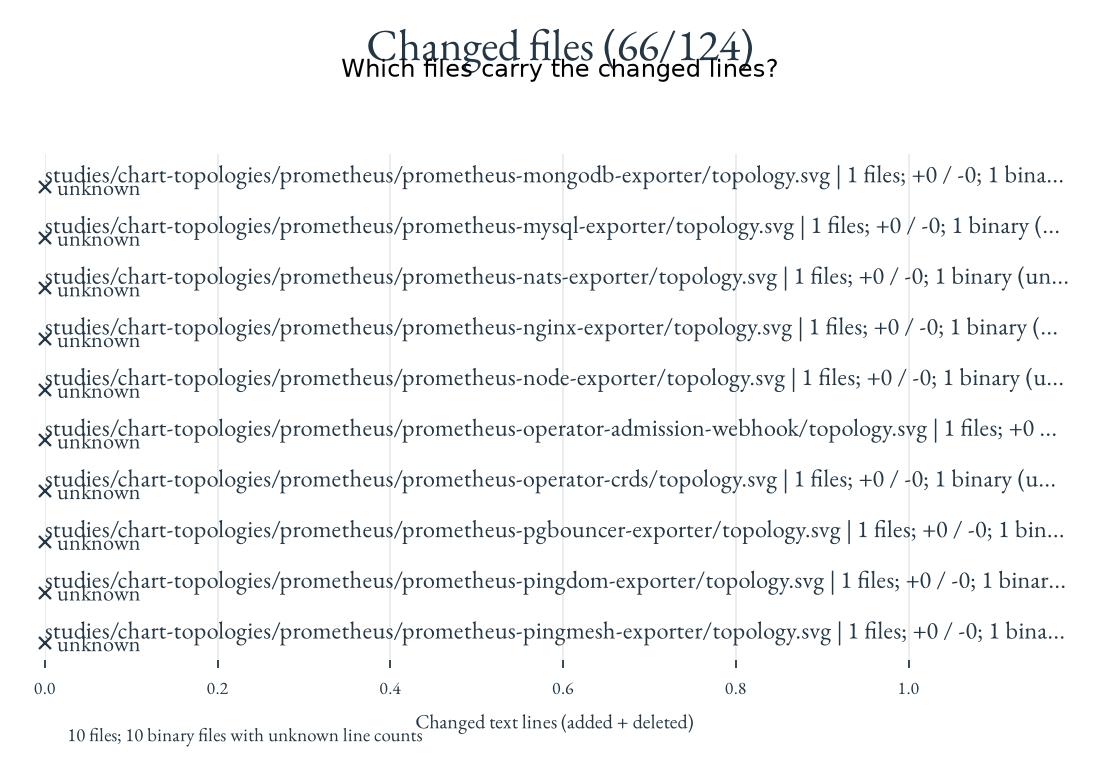 Changed files (66/124)
Which files carry the changed lines?
studies/chart-topologies/prometheus/prometheus-mongodb-exporter/topology.svg | 1 files; +0 / -0; 1 bina...
unknown
studies/chart-topologies/prometheus/prometheus-mysql-exporter/topology.svg | 1 files; +0 / -0; 1 binary (...
unknown
studies/chart-topologies/prometheus/prometheus-nats-exporter/topology.svg | 1 files; +0 / -0; 1 binary (un...
unknown
studies/chart-topologies/prometheus/prometheus-nginx-exporter/topology.svg | 1 files; +0 / -0; 1 binary (...
unknown
studies/chart-topologies/prometheus/prometheus-node-exporter/topology.svg | 1 files; +0 / -0; 1 binary (u...
unknown
studies/chart-topologies/prometheus/prometheus-operator-admission-webhook/topology.svg | 1 files; +0 ...
unknown
studies/chart-topologies/prometheus/prometheus-operator-crds/topology.svg | 1 files; +0 / -0; 1 binary (u...
unknown
studies/chart-topologies/prometheus/prometheus-pgbouncer-exporter/topology.svg | 1 files; +0 / -0; 1 bin...
unknown
studies/chart-topologies/prometheus/prometheus-pingdom-exporter/topology.svg | 1 files; +0 / -0; 1 binar...
unknown
studies/chart-topologies/prometheus/prometheus-pingmesh-exporter/topology.svg | 1 files; +0 / -0; 1 bina...
unknown
0.0 0.2 0.4 0.6 0.8 1.0
Changed text lines (added + deleted)
10 files; 10 binary files with unknown line counts